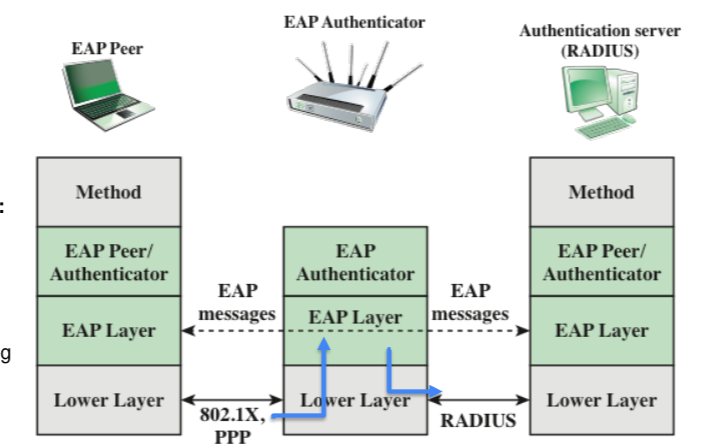 EAP Peer
EAP Authenticator
Authentication server
(RADIUS)
:
Method
Method
EAP Peer/
Authenticator
EAP
Authenticator
EAP Peer/
Authenticator
EAP
messages
EAP
messages
EAP Layer
EAP Layer
EAP Layer
g
Lower Layer
802.1X,
PPP
Lower Layer
RADIUS
Lower Layer